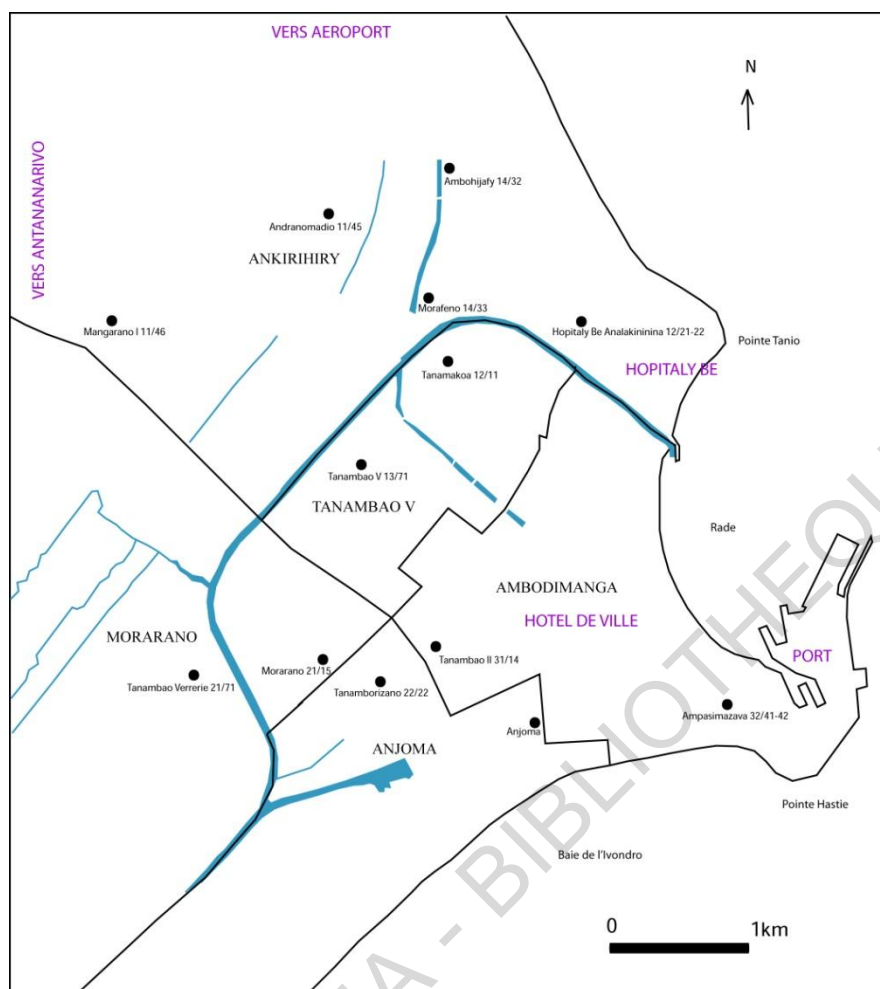 VERS AEROPORT
N
VERS ANTANANARIVO
Ambohijafy 14/32
Andranomadio 11/45
ANKIRIHIRY
Morafeno 14/33
Mangarano I 11/46
Hopitaly Be Analakininina 12/21-22
Pointe Tanio
Tanamakoa 12/11
HOPITALY BE
Tanambao V 13/71
TANAMBAO V
Rade
AMBODIMANGA
HOTEL DE VILLE
MORARANO
Tanambao II 31/14
PORT
Morarano 21/15
Tanambao Verrerie 21/71
Tanamborizano 22/22
Ampasimazava 32/41-42
Anjoma
ANJOMA
Pointe Hastie
Baie de l'Ivondro
0 1km
TA - BIBLIOTHEQU